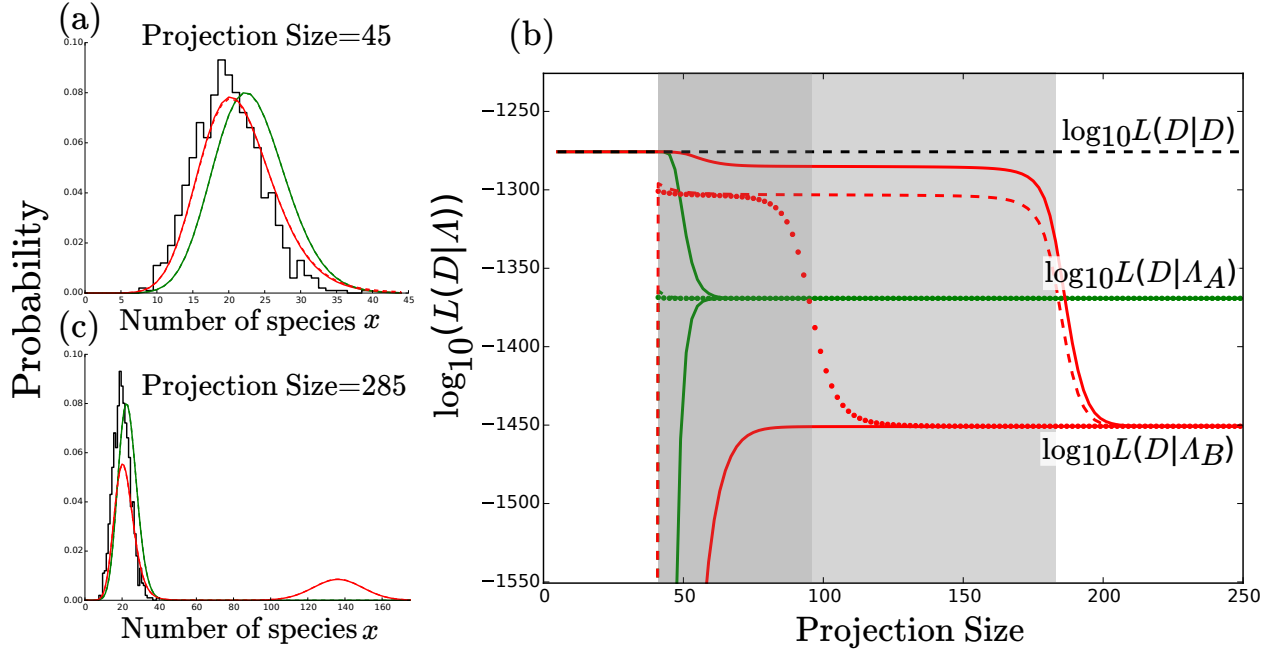 (a)
Projection Size=45
0.10
0.08
0.06
0.04
0.02
0.00
0 5 10 15 20 25 30 35 40 45
Number of species x
Probability
(c)
Projection Size=285
0.10
0.08
0.06
0.04
0.02
0.00
0 20 40 60 80 100 120 140 160
Number of species x
(b)
log10(L(D|Λ))
−1250
−1300
−1350
−1400
−1450
−1500
−1550
log10L(D|D)
log10L(D|ΛA)
log10L(D|ΛB)
0 50 100 150 200 250
Projection Size